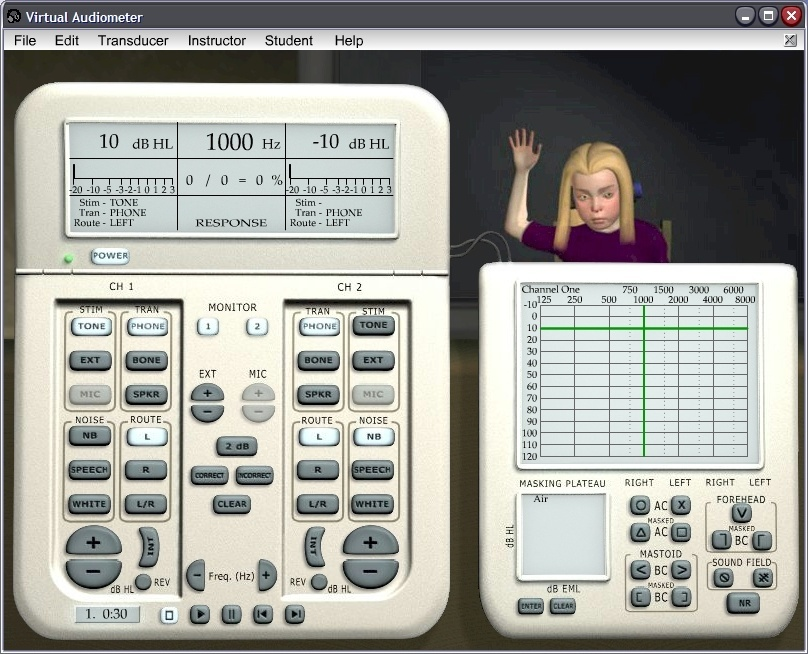 Virtual Audiometer
File Edit Transducer Instructor Student Help
10 dB HL 1000 Hz -10 dB HL
0 / 0 = 0 %
-20 -10 -5 -3 -2 -1 0 1 2 3 -20 -10 -5 -3 -2 -1 0 1 2 3
Stim - TONE Stim -
Tran - PHONE Tran - PHONE
Route - LEFT RESPONSE Route - LEFT
POWER
CH 1 CH 2
STIM TRAN MONITOR TRAN STIM
TONE PHONE 1 2 PHONE TONE
EXT BONE BONE EXT
EXT MIC
MIC SPKR + + SPKR MIC
- -
NOISE ROUTE ROUTE NOISE
NB L 2 dB L NB
SPEECH R CORRECT INCORRECT R SPEECH
WHITE L/R CLEAR L/R WHITE
+ INT INT +
- Freq. (Hz) +
- dB HL REV REV dB HL -
1. 0:30
Channel One 750 1500 3000 6000
125 250 500 1000 2000 4000 8000
-10
0
10
20
30
40
50
60
70
80
90
100
110
120
MASKING PLATEAU RIGHT LEFT RIGHT LEFT
Air AC X FOREHEAD
MASKED
AC MASKED
BC
dB HL MASTOID
< BC > SOUND FIELD
MASKED
[ BC ]
dB EML
ENTER CLEAR NR